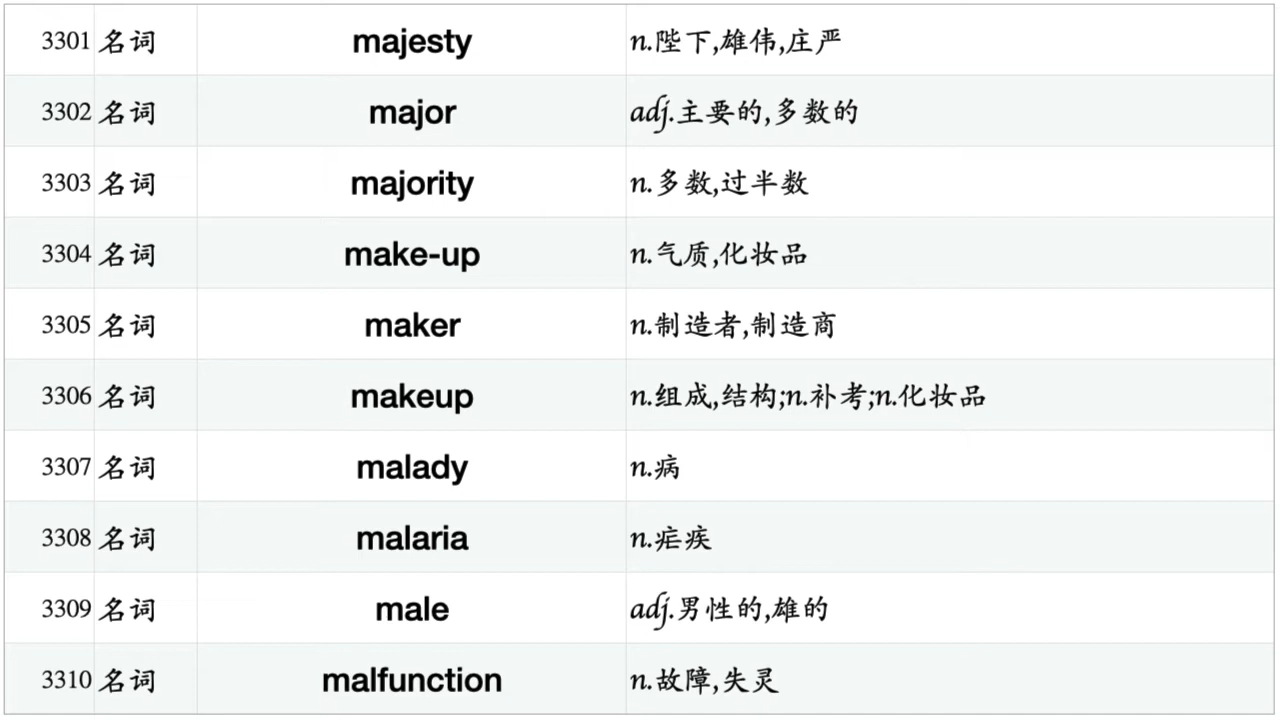 3301 名词 majesty n.陛下,雄伟,庄严
3302 名词 major adj.主要的,多数的
3303 名词 majority n.多数,过半数
3304 名词 make-up n.气质,化妆品
3305 名词 maker n.制造者,制造商
3306 名词 makeup n.组成,结构;n.补考;n.化妆品
3307 名词 malady n.病
3308 名词 malaria n.疟疾
3309 名词 male adj.男性的,雄的
3310 名词 malfunction n.故障,失灵